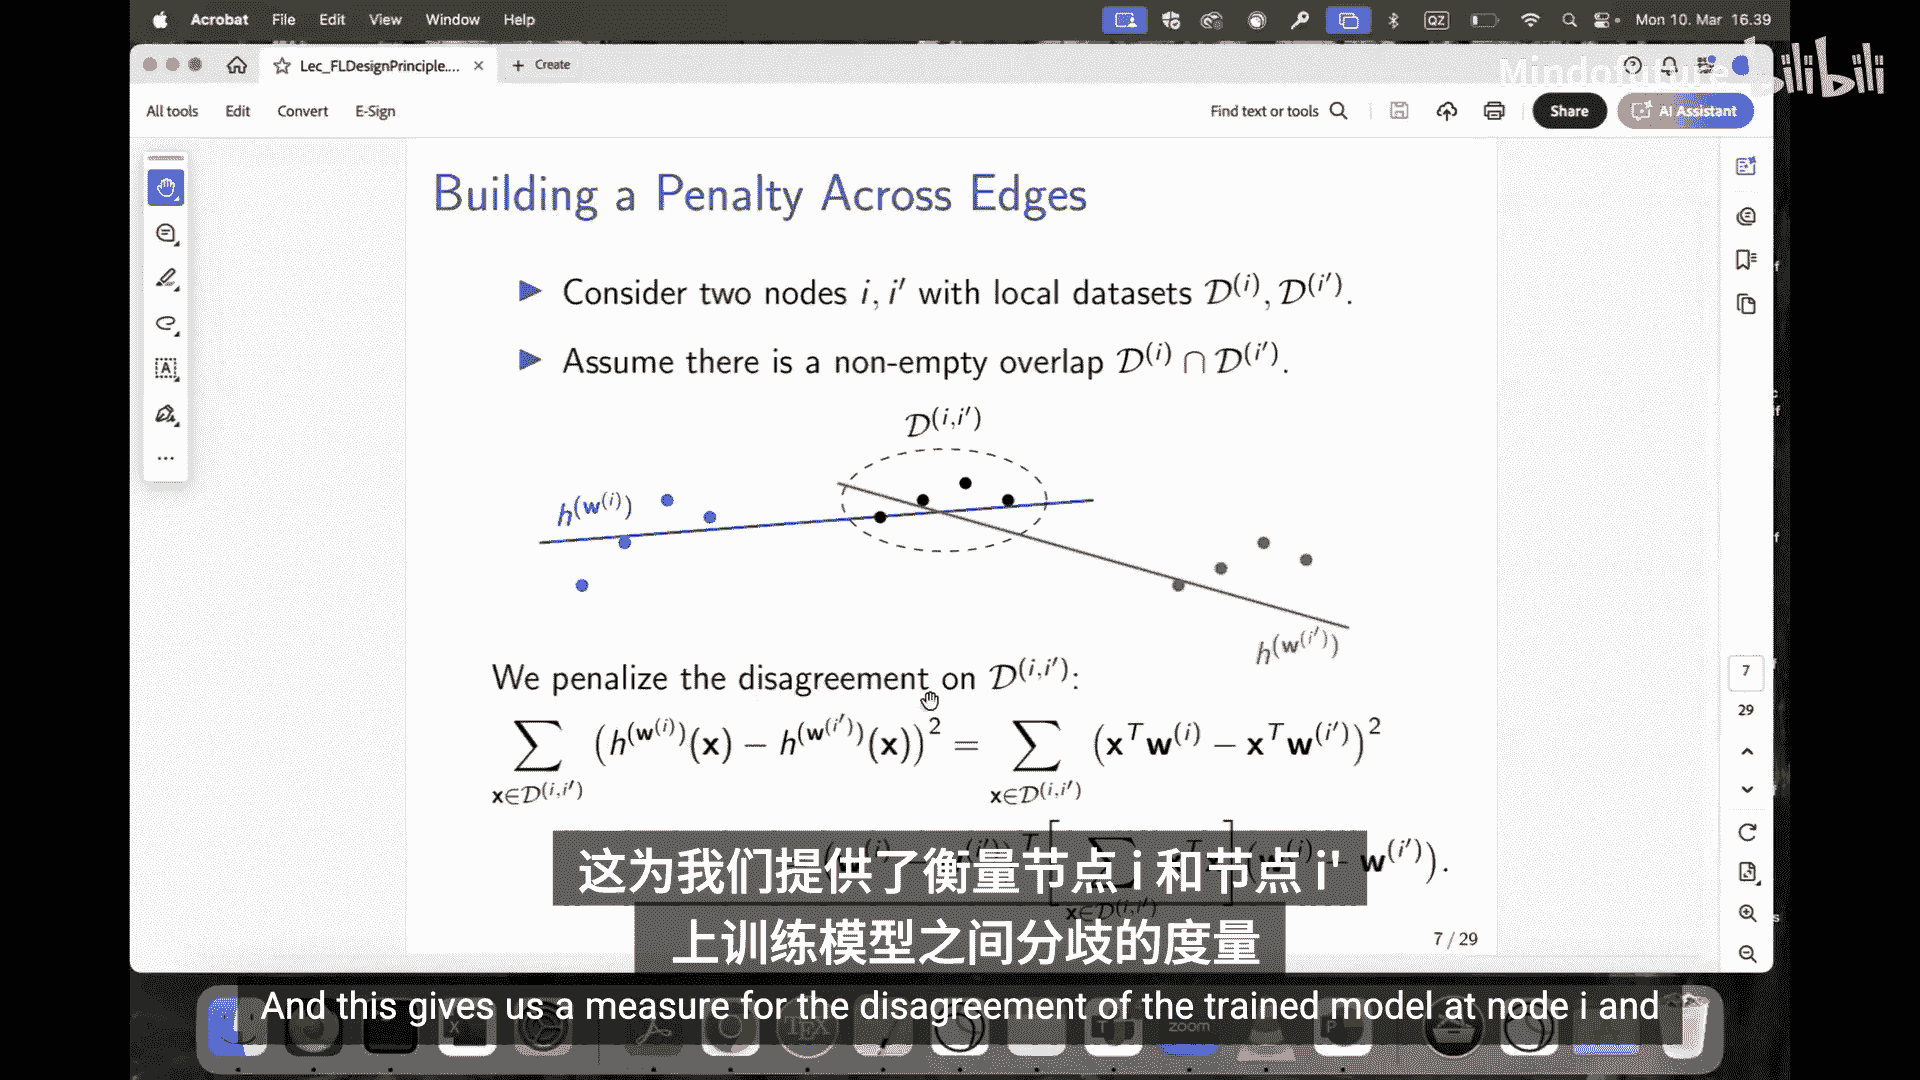 Acrobat File Edit View Window Help
QZ Mon 10. Mar 16.39
Lec_FLDesignPrinciple.... × + Create
Mindofuture bilibili
All tools Edit Convert E-Sign
Find text or tools Share AI Assistant
Building a Penalty Across Edges
▶ Consider two nodes i, i′ with local datasets 𝒟^(i), 𝒟^(i′).
▶ Assume there is a non-empty overlap 𝒟^(i) ∩ 𝒟^(i′).
𝒟^(i,i′)
h^(w^(i))
h^(w^(i′))
We penalize the disagreement on 𝒟^(i,i′):
∑_{x∈𝒟^(i,i′)} (h^(w^(i))(x) − h^(w^(i′))(x))² = ∑_{x∈𝒟^(i,i′)} (x^T w^(i) − x^T w^(i′))²
w^(i′)).
x∈𝒟^(i,i′)
7
29
7 / 29
这为我们提供了衡量节点 i 和节点 i'
上训练模型之间分歧的度量
And this gives us a measure for the disagreement of the trained model at node i and
zoom